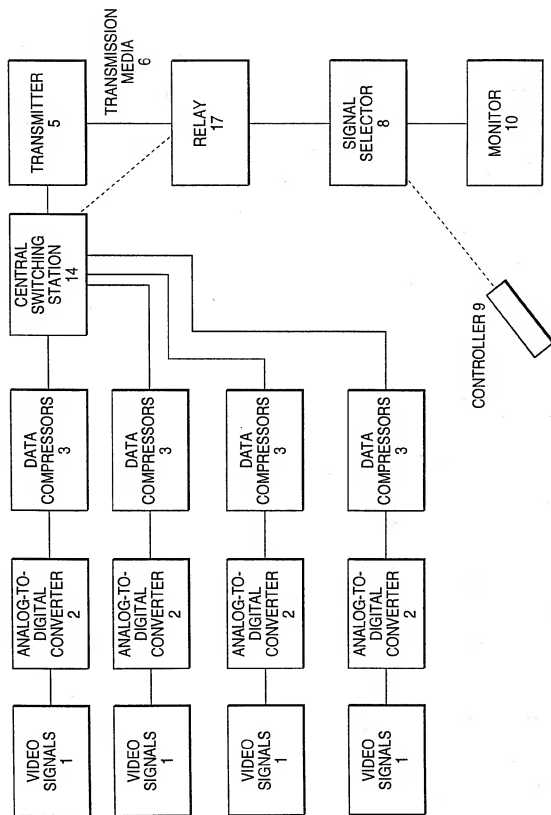 VIDEO
SIGNALS
1
ANALOG-TO-
DIGITAL
CONVERTER
2
DATA
COMPRESSORS
3
CENTRAL
SWITCHING
STATION
14
TRANSMITTER
5
VIDEO
SIGNALS
1
ANALOG-TO-
DIGITAL
CONVERTER
2
DATA
COMPRESSORS
3
TRANSMISSION
MEDIA
6
VIDEO
SIGNALS
1
ANALOG-TO-
DIGITAL
CONVERTER
2
DATA
COMPRESSORS
3
RELAY
17
VIDEO
SIGNALS
1
ANALOG-TO-
DIGITAL
CONVERTER
2
DATA
COMPRESSORS
3
SIGNAL
SELECTOR
8
CONTROLLER 9
MONITOR
10